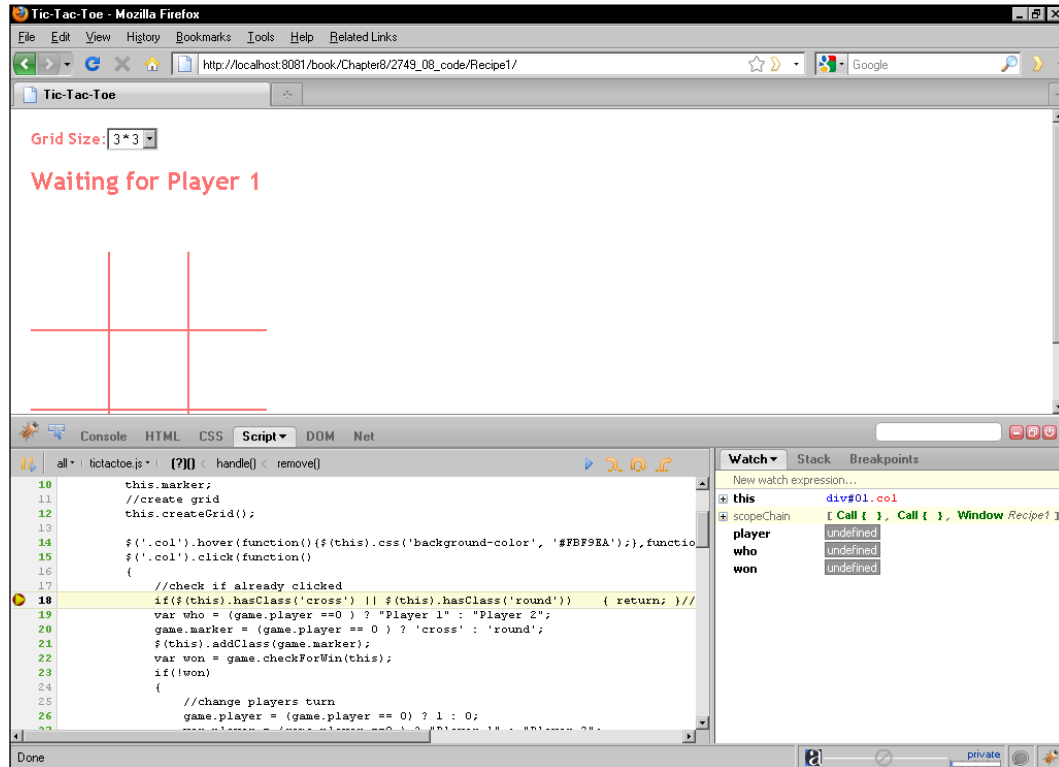 Tic-Tac-Toe - Mozilla Firefox
File Edit View History Bookmarks Tools Help Related Links
http://localhost:8081/book/Chapter8/2749_08_code/Recipe1/
Google
Tic-Tac-Toe
Grid Size: 3*3
Waiting for Player 1
Console HTML CSS Script DOM Net
all tictactoe.js (?)() < handle() < remove()
Watch Stack Breakpoints
New watch expression...
this div#01.col
scopeChain [ Call { }, Call { }, Window Recipe1 ]
player undefined
who undefined
won undefined
10 this.marker;
11 //create grid
12 this.createGrid();
13
14 $('.col').hover(function(){$(this).css('background-color', '#FBF9EA');},functio
15 $('.col').click(function()
16 {
17 //check if already clicked
18 if($(this).hasClass('cross') || $(this).hasClass('round')) { return; }//
19 var who = (game.player ==0 ) ? "Player 1" : "Player 2";
20 game.marker = (game.player == 0 ) ? 'cross' : 'round';
21 $(this).addClass(game.marker);
22 var won = game.checkForWin(this);
23 if(!won)
24 {
25 //change players turn
26 game.player = (game.player == 0) ? 1 : 0;
Done
private